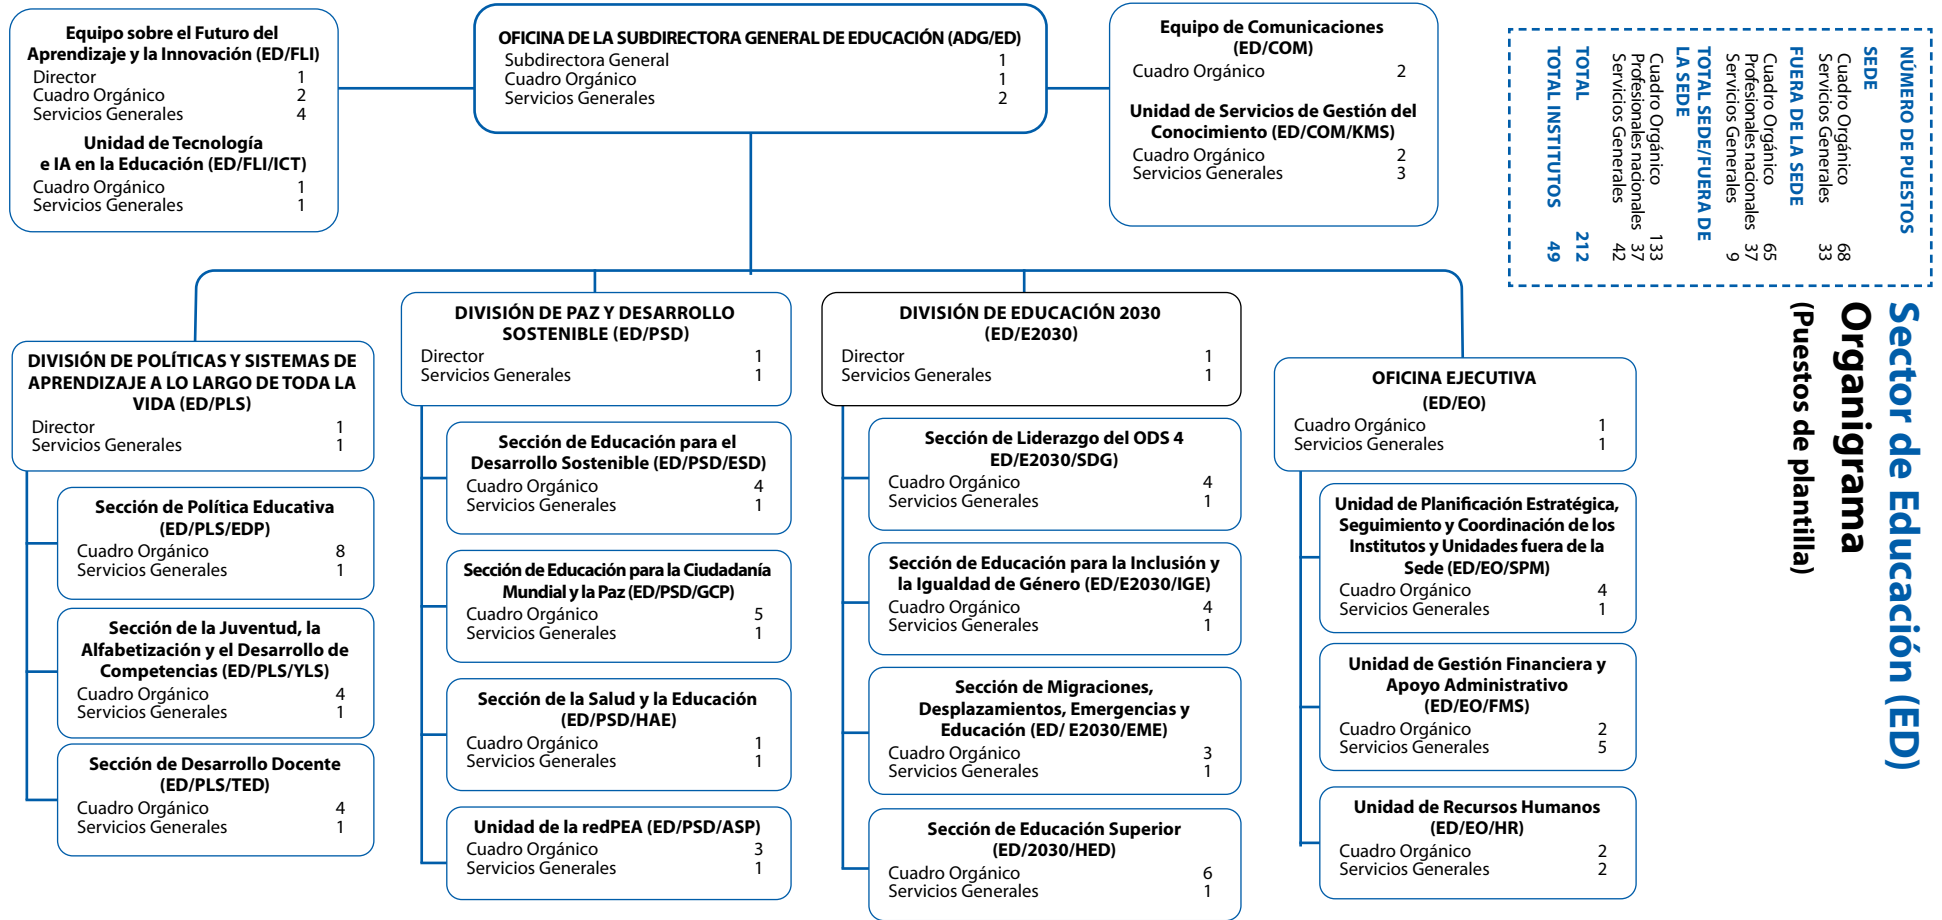 Sector de Educación (ED)
Organigrama
(Puestos de plantilla)
NÚMERO DE PUESTOS
SEDE
Cuadro Orgánico 68
Servicios Generales 33
FUERA DE LA SEDE
Cuadro Orgánico 65
Profesionales nacionales 37
Servicios Generales 9
TOTAL SEDE/FUERA DE
LA SEDE
Cuadro Orgánico 133
Profesionales nacionales 37
Servicios Generales 42
TOTAL 212
TOTAL INSTITUTOS 49
Equipo sobre el Futuro del
Aprendizaje y la Innovación (ED/FLI)
Director 1
Cuadro Orgánico 2
Servicios Generales 4
Unidad de Tecnología
e IA en la Educación (ED/FLI/ICT)
Cuadro Orgánico 1
Servicios Generales 1
OFICINA DE LA SUBDIRECTORA GENERAL DE EDUCACIÓN (ADG/ED)
Subdirectora General 1
Cuadro Orgánico 1
Servicios Generales 2
Equipo de Comunicaciones
(ED/COM)
Cuadro Orgánico 2
Unidad de Servicios de Gestión del
Conocimiento (ED/COM/KMS)
Cuadro Orgánico 2
Servicios Generales 3
DIVISIÓN DE POLÍTICAS Y SISTEMAS DE
APRENDIZAJE A LO LARGO DE TODA LA
VIDA (ED/PLS)
Director 1
Servicios Generales 1
Sección de Política Educativa
(ED/PLS/EDP)
Cuadro Orgánico 8
Servicios Generales 1
Sección de la Juventud, la
Alfabetización y el Desarrollo de
Competencias (ED/PLS/YLS)
Cuadro Orgánico 4
Servicios Generales 1
Sección de Desarrollo Docente
(ED/PLS/TED)
Cuadro Orgánico 4
Servicios Generales 1
DIVISIÓN DE PAZ Y DESARROLLO
SOSTENIBLE (ED/PSD)
Director 1
Servicios Generales 1
Sección de Educación para el
Desarrollo Sostenible (ED/PSD/ESD)
Cuadro Orgánico 4
Servicios Generales 1
Sección de Educación para la Ciudadanía
Mundial y la Paz (ED/PSD/GCP)
Cuadro Orgánico 5
Servicios Generales 1
Sección de la Salud y la Educación
(ED/PSD/HAE)
Cuadro Orgánico 1
Servicios Generales 1
Unidad de la redPEA (ED/PSD/ASP)
Cuadro Orgánico 3
Servicios Generales 1
DIVISIÓN DE EDUCACIÓN 2030
(ED/E2030)
Director 1
Servicios Generales 1
Sección de Liderazgo del ODS 4
ED/E2030/SDG)
Cuadro Orgánico 4
Servicios Generales 1
Sección de Educación para la Inclusión y
la Igualdad de Género (ED/E2030/IGE)
Cuadro Orgánico 4
Servicios Generales 1
Sección de Migraciones,
Desplazamientos, Emergencias y
Educación (ED/ E2030/EME)
Cuadro Orgánico 3
Servicios Generales 1
Sección de Educación Superior
(ED/2030/HED)
Cuadro Orgánico 6
Servicios Generales 1
OFICINA EJECUTIVA
(ED/EO)
Cuadro Orgánico 1
Servicios Generales 1
Unidad de Planificación Estratégica,
Seguimiento y Coordinación de los
Institutos y Unidades fuera de la
Sede (ED/EO/SPM)
Cuadro Orgánico 4
Servicios Generales 1
Unidad de Gestión Financiera y
Apoyo Administrativo
(ED/EO/FMS)
Cuadro Orgánico 2
Servicios Generales 5
Unidad de Recursos Humanos
(ED/EO/HR)
Cuadro Orgánico 2
Servicios Generales 2